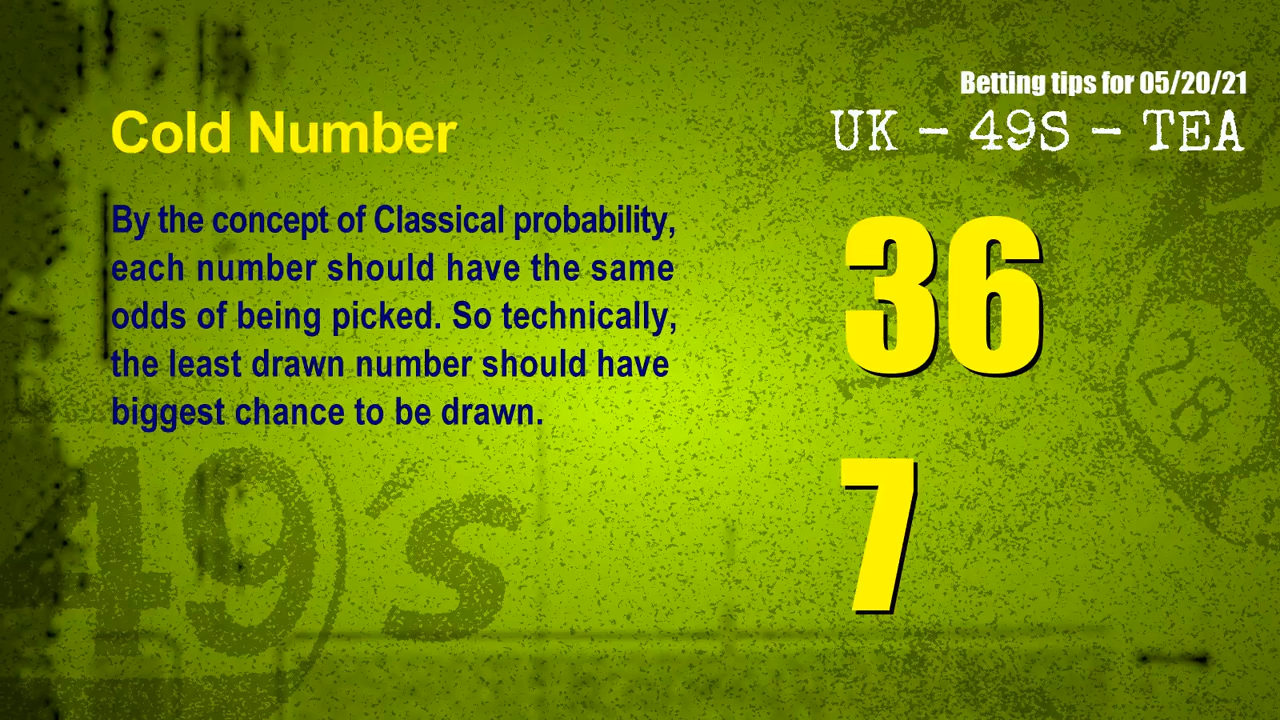 Betting tips for 05/20/21
UK - 49S - TEA
Cold Number
By the concept of Classical probability,
each number should have the same
odds of being picked. So technically,
the least drawn number should have
biggest chance to be drawn.
36
7
49's
28